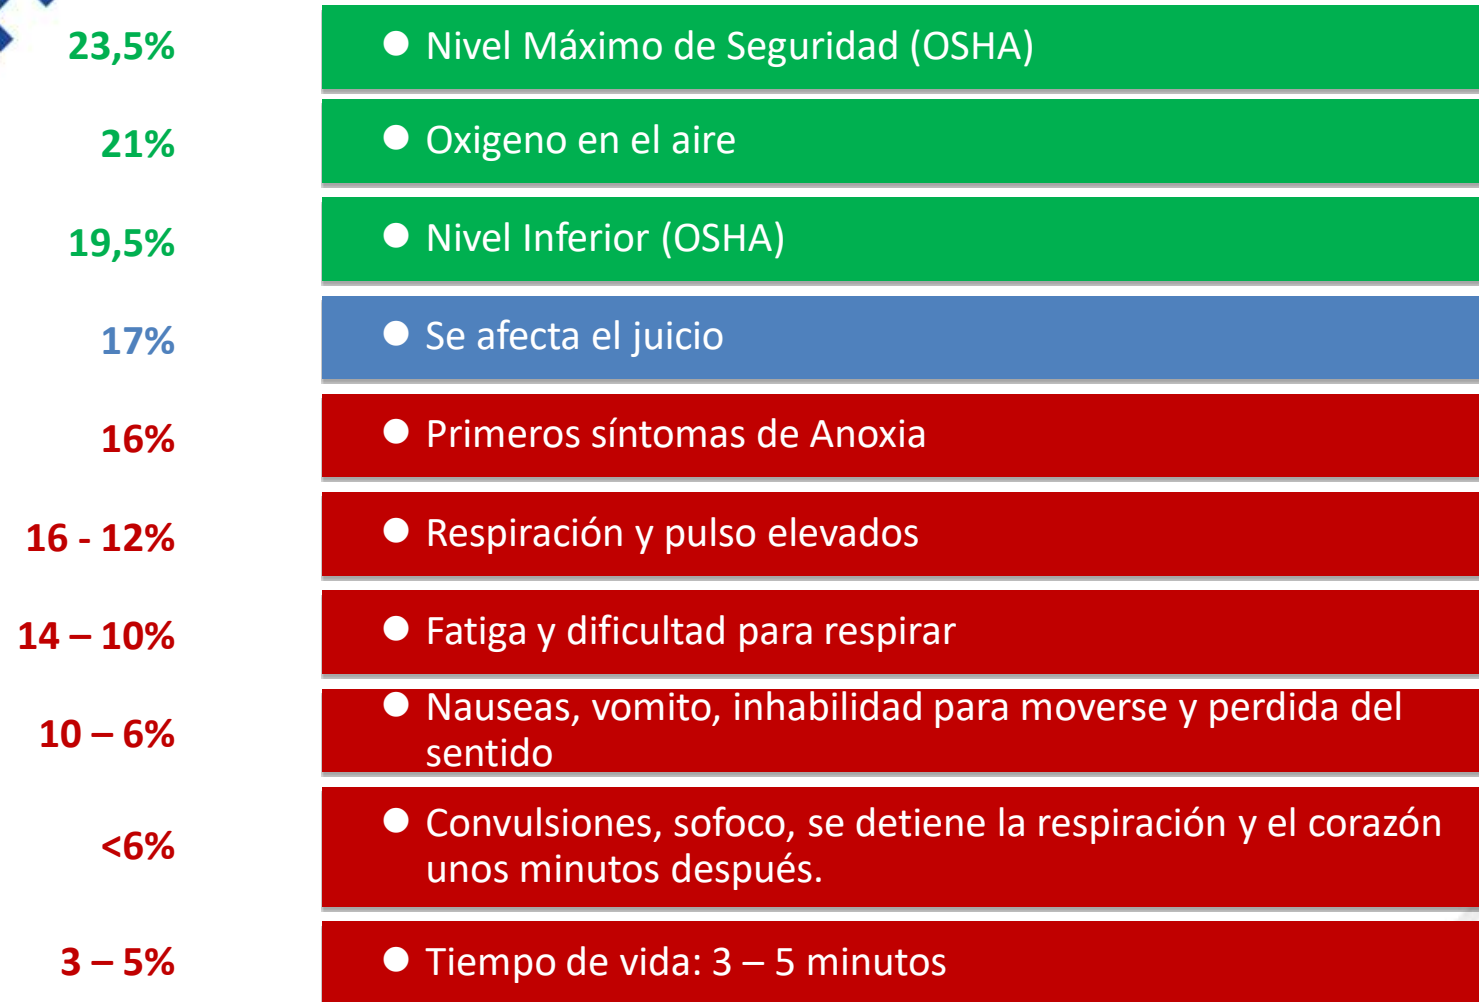 23,5%
● Nivel Máximo de Seguridad (OSHA)
21%
● Oxigeno en el aire
19,5%
● Nivel Inferior (OSHA)
17%
● Se afecta el juicio
16%
● Primeros síntomas de Anoxia
16 - 12%
● Respiración y pulso elevados
14 – 10%
● Fatiga y dificultad para respirar
10 – 6%
● Nauseas, vomito, inhabilidad para moverse y perdida del
sentido
<6%
● Convulsiones, sofoco, se detiene la respiración y el corazón
unos minutos después.
3 – 5%
● Tiempo de vida: 3 – 5 minutos